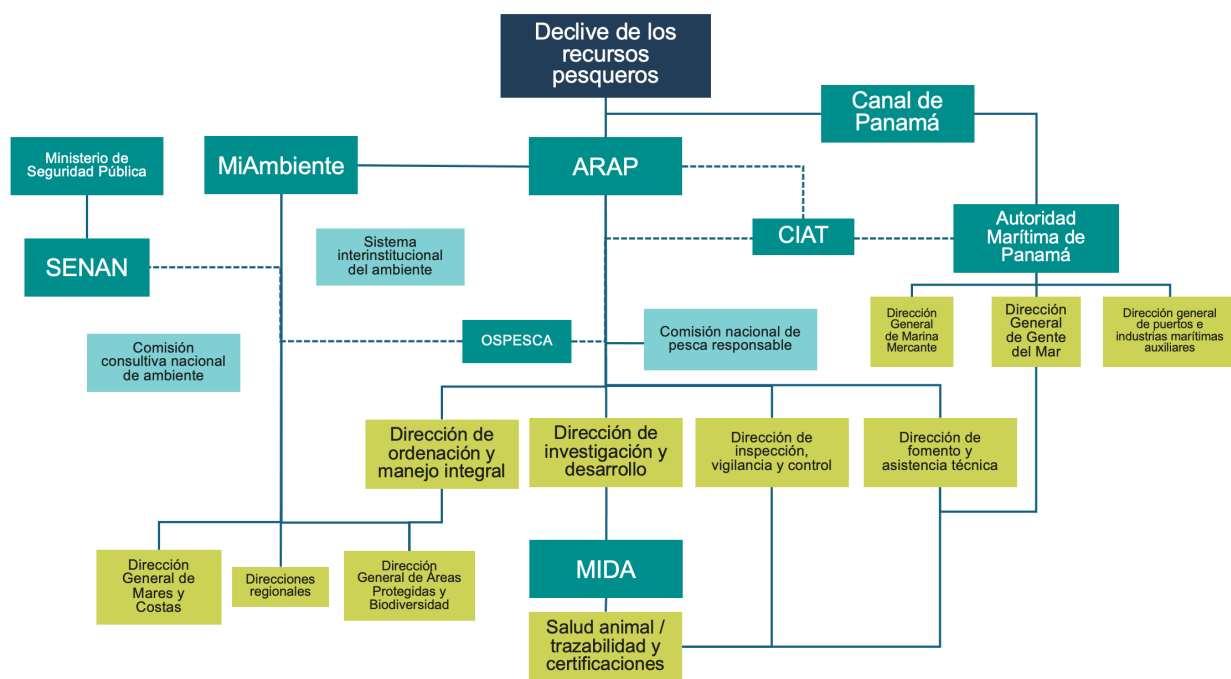 Declive de los
recursos
pesqueros
Canal de
Panamá
Ministerio de
Seguridad Pública
MiAmbiente
ARAP
Autoridad
Marítima de
Panamá
CIAT
SENAN
Sistema
interinstitucional
del ambiente
Dirección
General
de Marina
Mercante
Dirección
General
de Gente
del Mar
Dirección general
de puertos e
industrias marítimas
auxiliares
Comisión
consultiva nacional
de ambiente
OSPESCA
Comisión nacional de
pesca responsable
Dirección de
ordenación y
manejo integral
Dirección de
investigación y
desarrollo
Dirección de
inspección,
vigilancia y control
Dirección de
fomento y
asistencia técnica
Dirección
General de
Mares y
Costas
Direcciones
regionales
Dirección
General de Áreas
Protegidas y
Biodiversidad
MIDA
Salud animal /
trazabilidad y
certificaciones